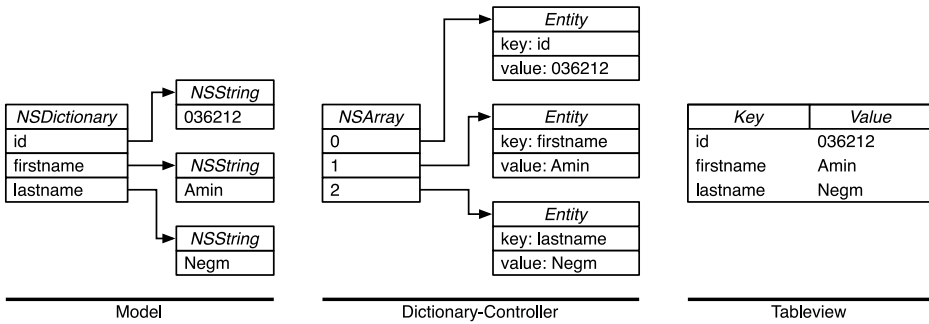 NSDictionary
id
firstname
lastname
NSString
036212
NSString
Amin
NSString
Negm
Model
NSArray
0
1
2
Entity
key: id
value: 036212
Entity
key: firstname
value: Amin
Entity
key: lastname
value: Negm
Dictionary-Controller
Key Value
id 036212
firstname Amin
lastname Negm
Tableview